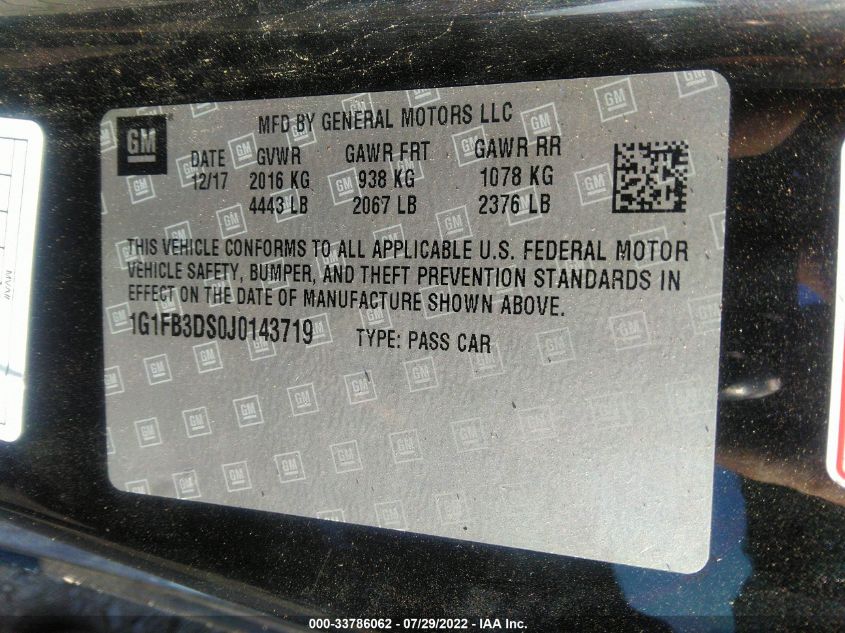 GM
MFD BY GENERAL MOTORS LLC
DATE GVWR GAWR FRT GAWR RR
12/17 2016 KG 938 KG 1078 KG
4443 LB 2067 LB 2376 LB
THIS VEHICLE CONFORMS TO ALL APPLICABLE U.S. FEDERAL MOTOR
VEHICLE SAFETY, BUMPER, AND THEFT PREVENTION STANDARDS IN
EFFECT ON THE DATE OF MANUFACTURE SHOWN ABOVE.
1G1FB3DS0J0143719 TYPE: PASS CAR
MVA#
000-33786062 / 07/29/2022 - IAA Inc.